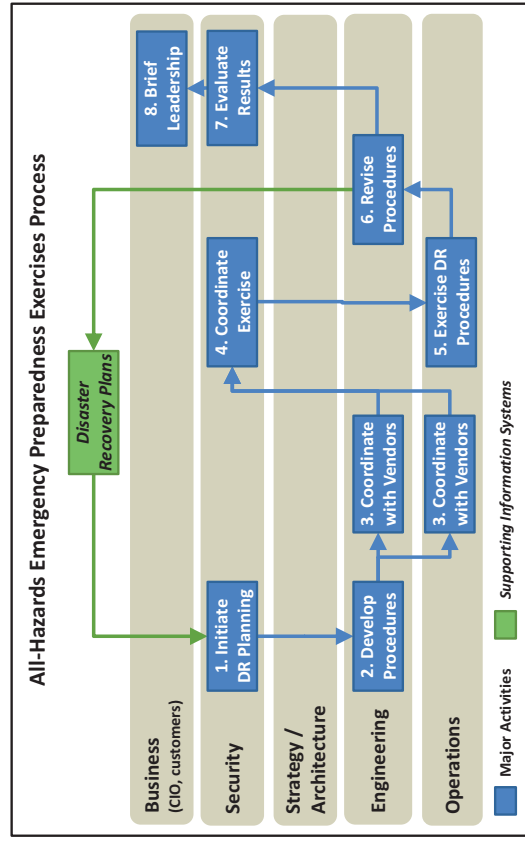 All-Hazards Emergency Preparedness Exercises Process
Disaster
Recovery Plans
Business
(CIO, customers)
8. Brief
Leadership
Security
1. Initiate
DR Planning
4. Coordinate
Exercise
7. Evaluate
Results
Strategy /
Architecture
Engineering
2. Develop
Procedures
3. Coordinate
with Vendors
6. Revise
Procedures
Operations
3. Coordinate
with Vendors
5. Exercise DR
Procedures
Major Activities
Supporting Information Systems